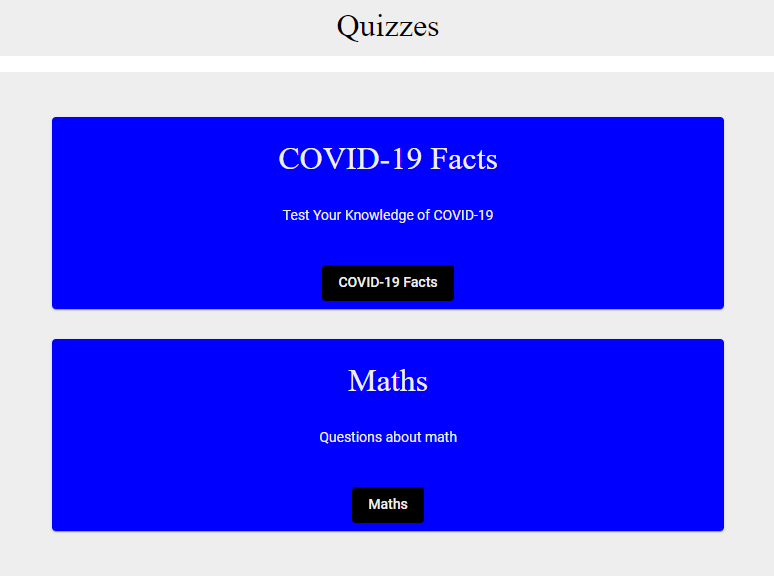 Quizzes
COVID-19 Facts
Test Your Knowledge of COVID-19
COVID-19 Facts
Maths
Questions about math
Maths